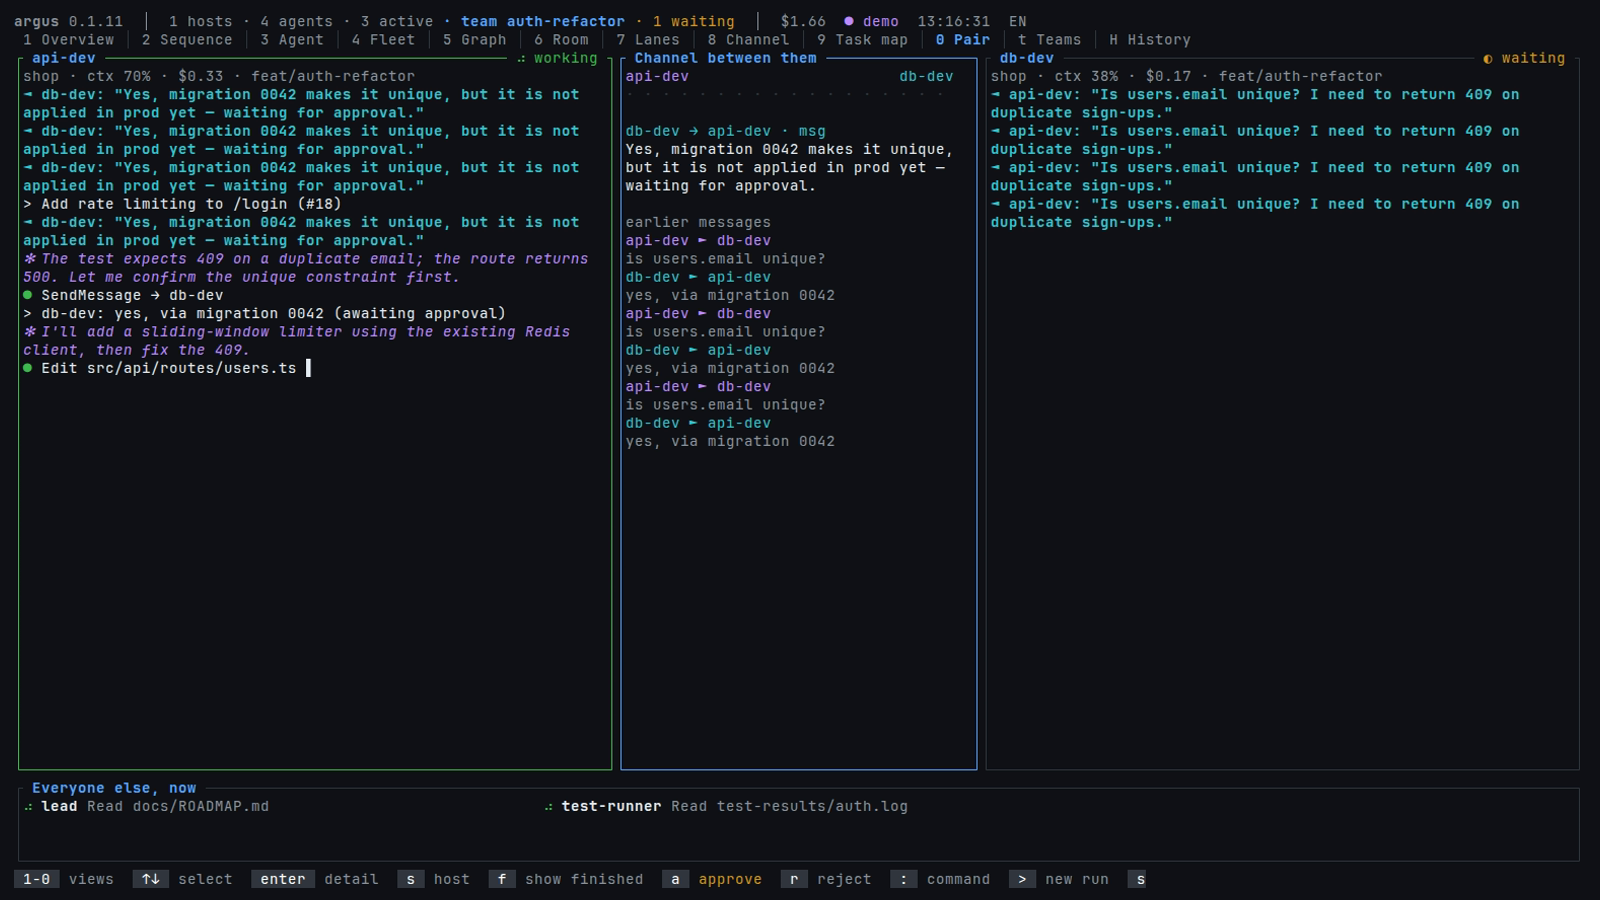 argus 0.1.11 │ 1 hosts · 4 agents · 3 active · team auth-refactor · 1 waiting │ $1.66 ● demo 13:16:31 EN
1 Overview │ 2 Sequence │ 3 Agent │ 4 Fleet │ 5 Graph │ 6 Room │ 7 Lanes │ 8 Channel │ 9 Task map │ 0 Pair │ t Teams │ H History
api-dev working
shop · ctx 70% · $0.33 · feat/auth-refactor
◄ db-dev: "Yes, migration 0042 makes it unique, but it is not
applied in prod yet — waiting for approval."
◄ db-dev: "Yes, migration 0042 makes it unique, but it is not
applied in prod yet — waiting for approval."
◄ db-dev: "Yes, migration 0042 makes it unique, but it is not
applied in prod yet — waiting for approval."
> Add rate limiting to /login (#18)
◄ db-dev: "Yes, migration 0042 makes it unique, but it is not
applied in prod yet — waiting for approval."
✻ The test expects 409 on a duplicate email; the route returns
500. Let me confirm the unique constraint first.
● SendMessage → db-dev
> db-dev: yes, via migration 0042 (awaiting approval)
✻ I'll add a sliding-window limiter using the existing Redis
client, then fix the 409.
● Edit src/api/routes/users.ts
Channel between them
api-dev db-dev
db-dev → api-dev · msg
Yes, migration 0042 makes it unique,
but it is not applied in prod yet —
waiting for approval.
earlier messages
api-dev ► db-dev
is users.email unique?
db-dev ► api-dev
yes, via migration 0042
api-dev ► db-dev
is users.email unique?
db-dev ► api-dev
yes, via migration 0042
api-dev ► db-dev
is users.email unique?
db-dev ► api-dev
yes, via migration 0042
db-dev ◐ waiting
shop · ctx 38% · $0.17 · feat/auth-refactor
◄ api-dev: "Is users.email unique? I need to return 409 on
duplicate sign-ups."
◄ api-dev: "Is users.email unique? I need to return 409 on
duplicate sign-ups."
◄ api-dev: "Is users.email unique? I need to return 409 on
duplicate sign-ups."
◄ api-dev: "Is users.email unique? I need to return 409 on
duplicate sign-ups."
Everyone else, now
lead Read docs/ROADMAP.md test-runner Read test-results/auth.log
1-0 views ↑↓ select enter detail s host f show finished a approve r reject : command > new run s